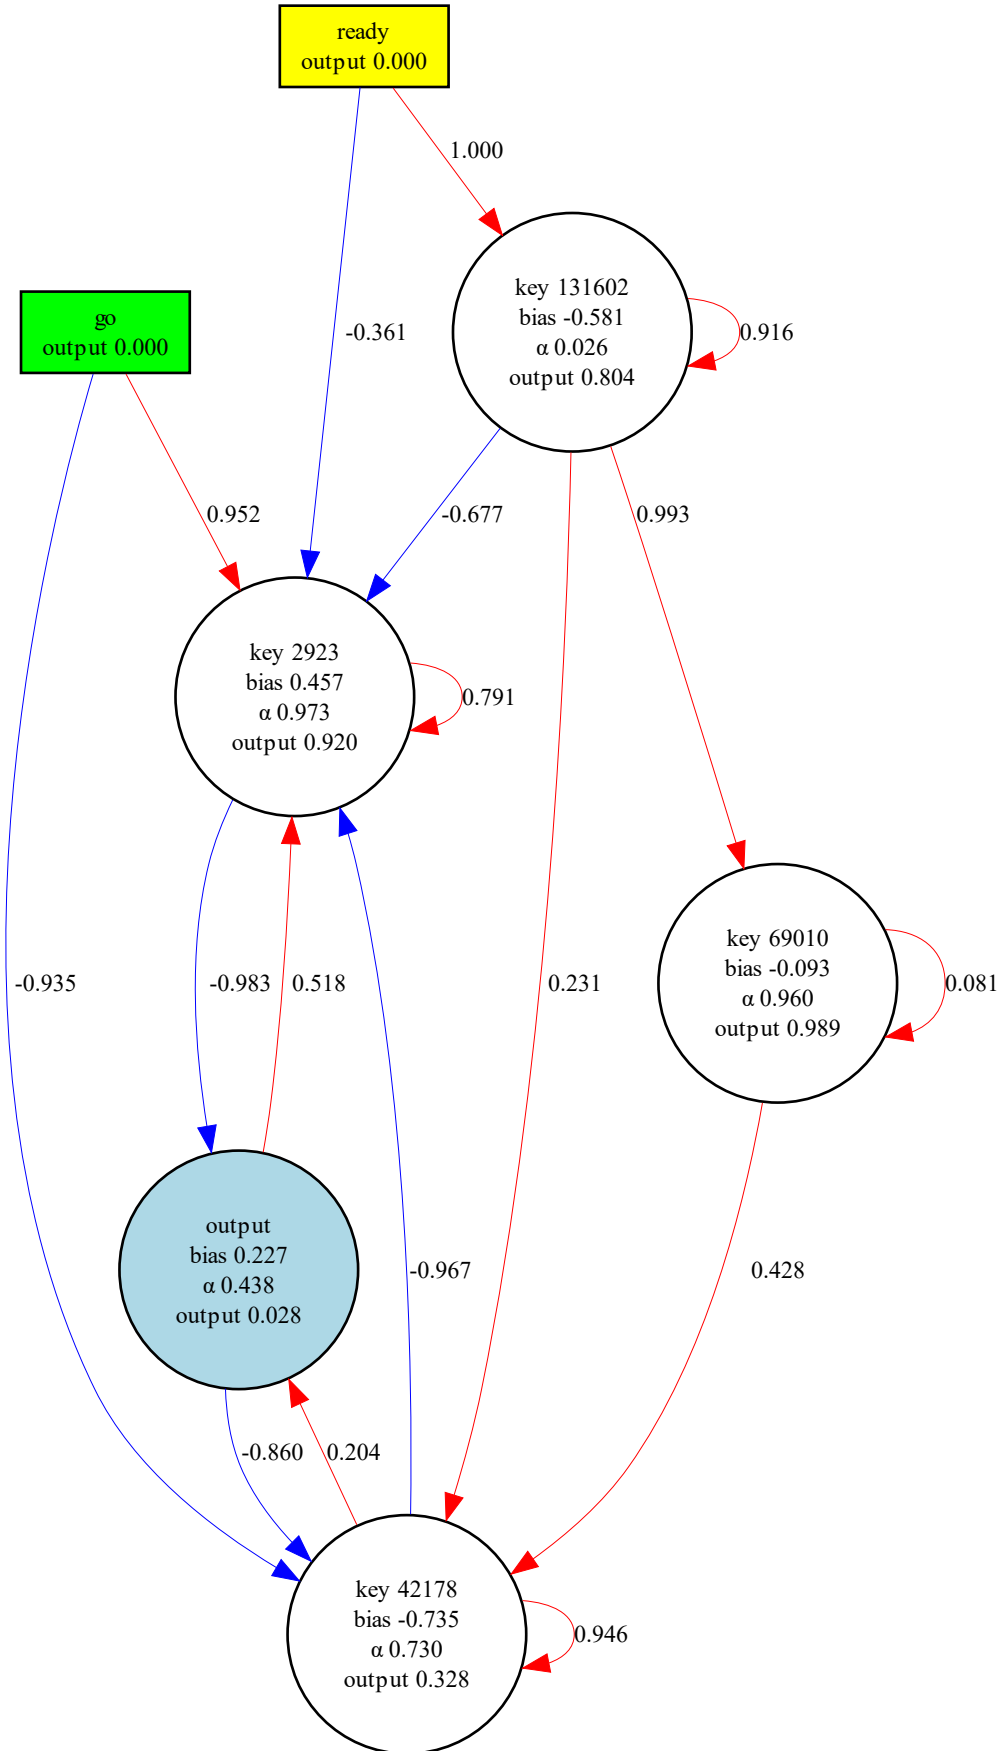 ready
output 0.000
1.000
key 131602
bias -0.581
α 0.026
output 0.804
0.916
-0.361
go
output 0.000
0.952
-0.677
0.993
key 2923
bias 0.457
α 0.973
output 0.920
0.791
key 69010
bias -0.093
α 0.960
output 0.989
0.081
-0.935
-0.983
0.518
0.231
output
bias 0.227
α 0.438
output 0.028
-0.967
0.428
-0.860
0.204
key 42178
bias -0.735
α 0.730
output 0.328
0.946